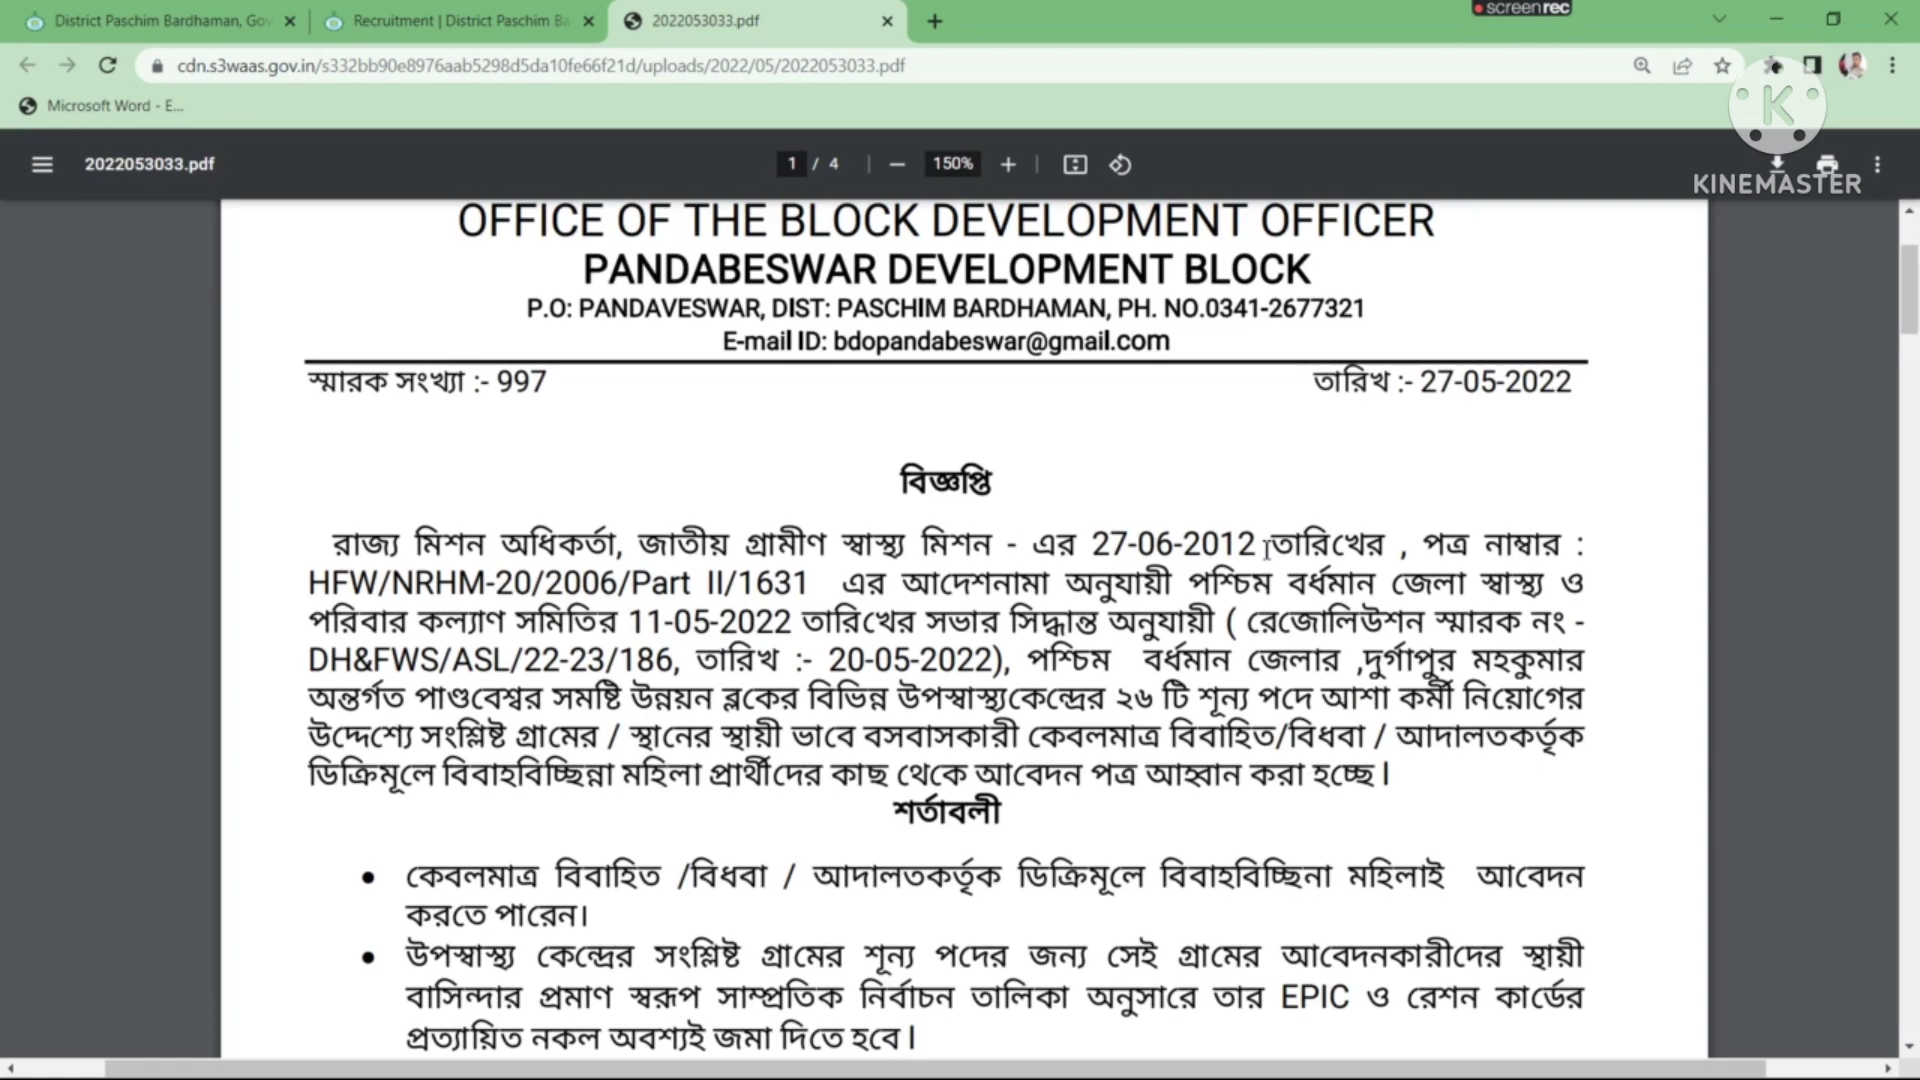 District Paschim Bardhaman, Gov
Recruitment | District Paschim Ba
2022053033.pdf
screenrec
cdn.s3waas.gov.in/s332bb90e8976aab5298d5da10fe66f21d/uploads/2022/05/2022053033.pdf
Microsoft Word - E...
K
2022053033.pdf
1 / 4
150%
KINEMASTER
OFFICE OF THE BLOCK DEVELOPMENT OFFICER
PANDABESWAR DEVELOPMENT BLOCK
P.O: PANDAVESWAR, DIST: PASCHIM BARDHAMAN, PH. NO.0341-2677321
E-mail ID: bdopandabeswar@gmail.com
স্মারক সংখ্যা :- 997
তারিখ :- 27-05-2022
বিজ্ঞপ্তি
রাজ্য মিশন অধিকর্তা, জাতীয় গ্রামীণ স্বাস্থ্য মিশন - এর 27-06-2012 তারিখের , পত্র নাম্বার :
HFW/NRHM-20/2006/Part II/1631 এর আদেশনামা অনুযায়ী পশ্চিম বর্ধমান জেলা স্বাস্থ্য ও
পরিবার কল্যাণ সমিতির 11-05-2022 তারিখের সভার সিদ্ধান্ত অনুযায়ী ( রেজোলিউশন স্মারক নং -
DH&FWS/ASL/22-23/186, তারিখ :- 20-05-2022), পশ্চিম বর্ধমান জেলার ,দুর্গাপুর মহকুমার
অন্তর্গত পাণ্ডবেশ্বর সমষ্টি উন্নয়ন ব্লকের বিভিন্ন উপস্বাস্থ্যকেন্দ্রের ২৬ টি শূন্য পদে আশা কর্মী নিয়োগের
উদ্দেশ্যে সংশ্লিষ্ট গ্রামের / স্থানের স্থায়ী ভাবে বসবাসকারী কেবলমাত্র বিবাহিত/বিধবা / আদালতকর্তৃক
ডিক্রিমূলে বিবাহবিচ্ছিন্না মহিলা প্রার্থীদের কাছ থেকে আবেদন পত্র আহ্বান করা হচ্ছে l
শর্তাবলী
• কেবলমাত্র বিবাহিত /বিধবা / আদালতকর্তৃক ডিক্রিমূলে বিবাহবিচ্ছিনা মহিলাই আবেদন
করতে পারেন।
• উপস্বাস্থ্য কেন্দ্রের সংশ্লিষ্ট গ্রামের শূন্য পদের জন্য সেই গ্রামের আবেদনকারীদের স্থায়ী
বাসিন্দার প্রমাণ স্বরূপ সাম্প্রতিক নির্বাচন তালিকা অনুসারে তার EPIC ও রেশন কার্ডের
প্রত্যায়িত নকল অবশ্যই জমা দিতে হবে l